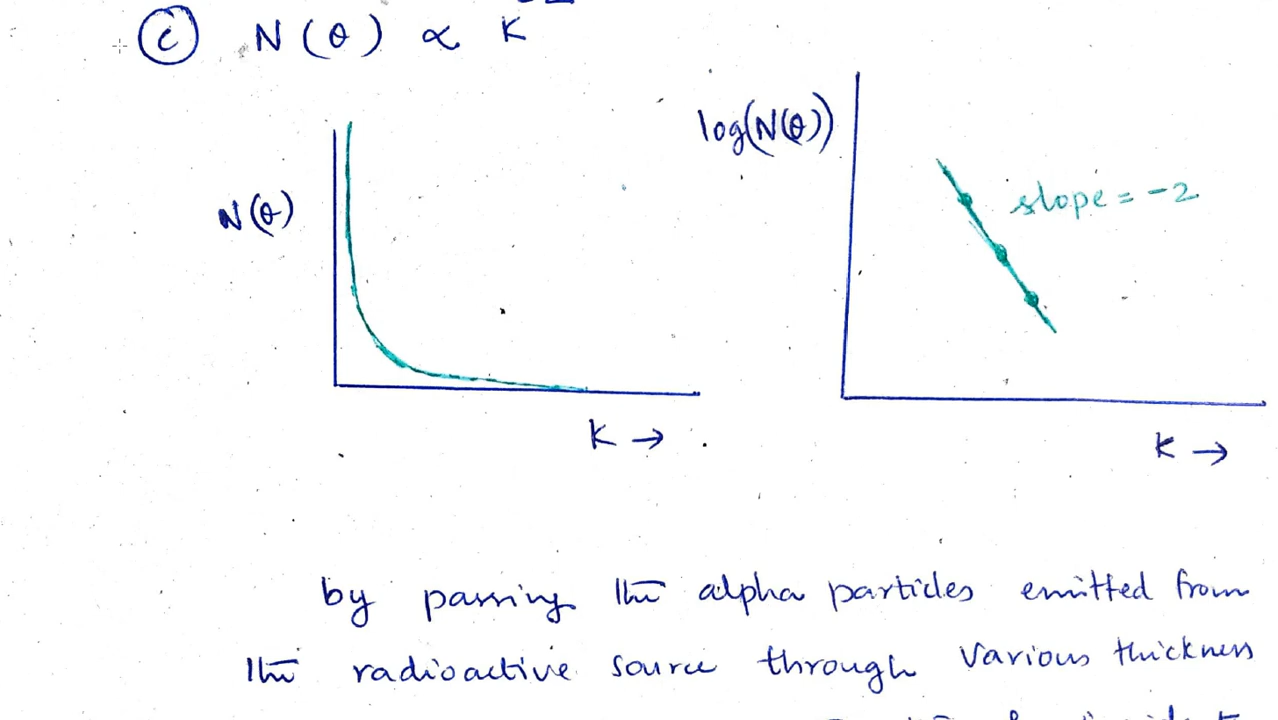 c N(θ) ∝ K
log(N(θ))
slope = -2
N(θ)
K →
K →
by passing the alpha particles emitted from
the radioactive source through various thickness